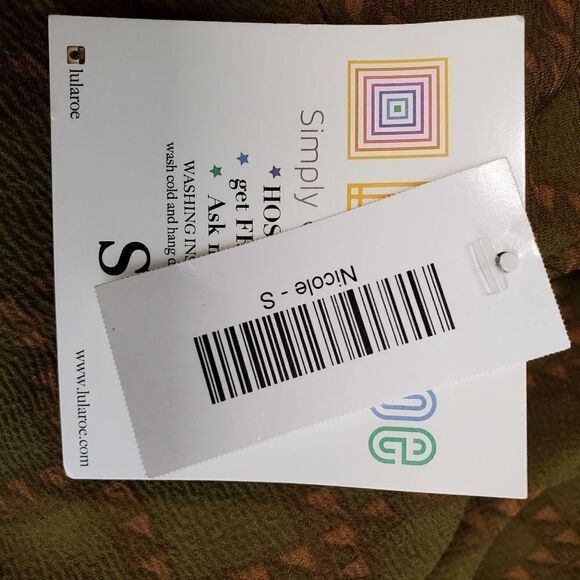 Simply
HOS
get
Ask
WASHING INS
wash cold and hang
S
lularoe
www.lularoe.com
Nicole - S